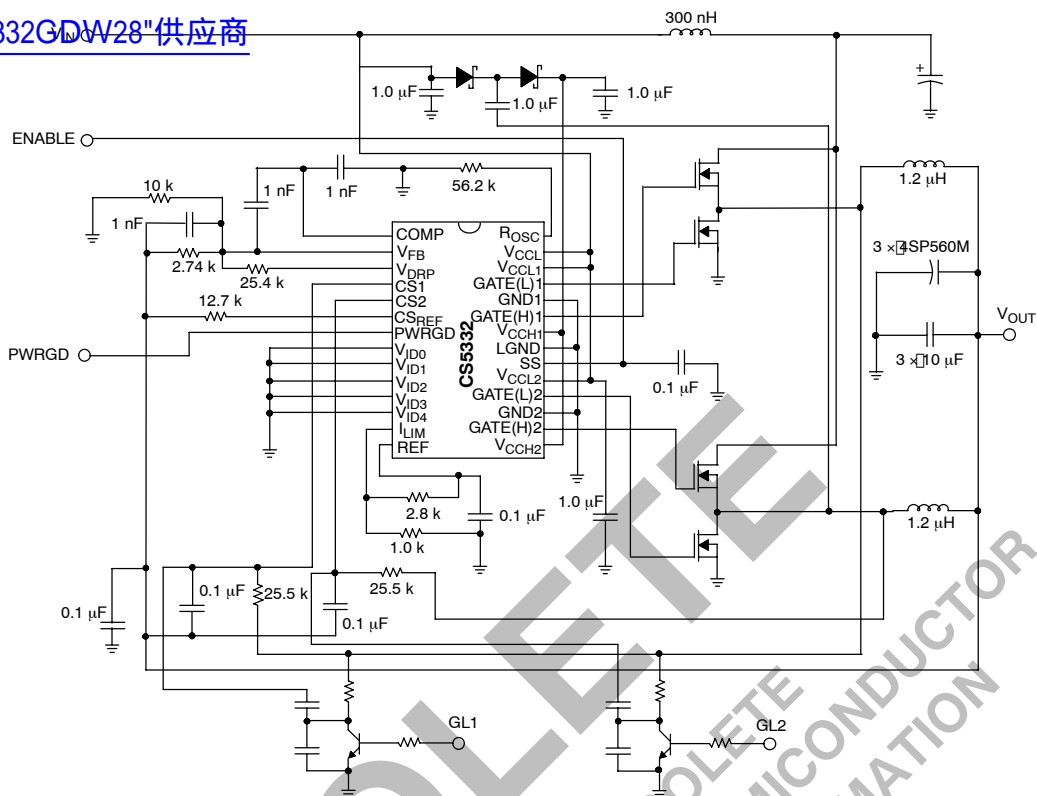 332GDW28"供应商
VIN
300 nH
+
1.0 μF
1.0 μF
1.0 μF
ENABLE
1.2 μH
10 k
1 nF
1 nF
56.2 k
1 nF
COMP
ROSC
VFB
VCCL
2.74 k
VDRP
VCCL1
25.4 k
CS1
GATE(L)1
CS2
GND1
12.7 k
CSREF
GATE(H)1
PWRGD
PWRGD
VCCH1
VID0
LGND
VID1
SS
VID2
VCCL2
VID3
GATE(L)2
VID4
GND2
ILIM
GATE(H)2
REF
VCCH2
CS5332
0.1 μF
3 × 4SP560M
VOUT
3 × 10 μF
2.8 k
0.1 μF
1.0 k
1.0 μF
1.2 μH
25.5 k
0.1 μF
25.5 k
0.1 μF
0.1 μF
GL1
GL2
OLETE
OLETE
MICONDUCTOR
MATION